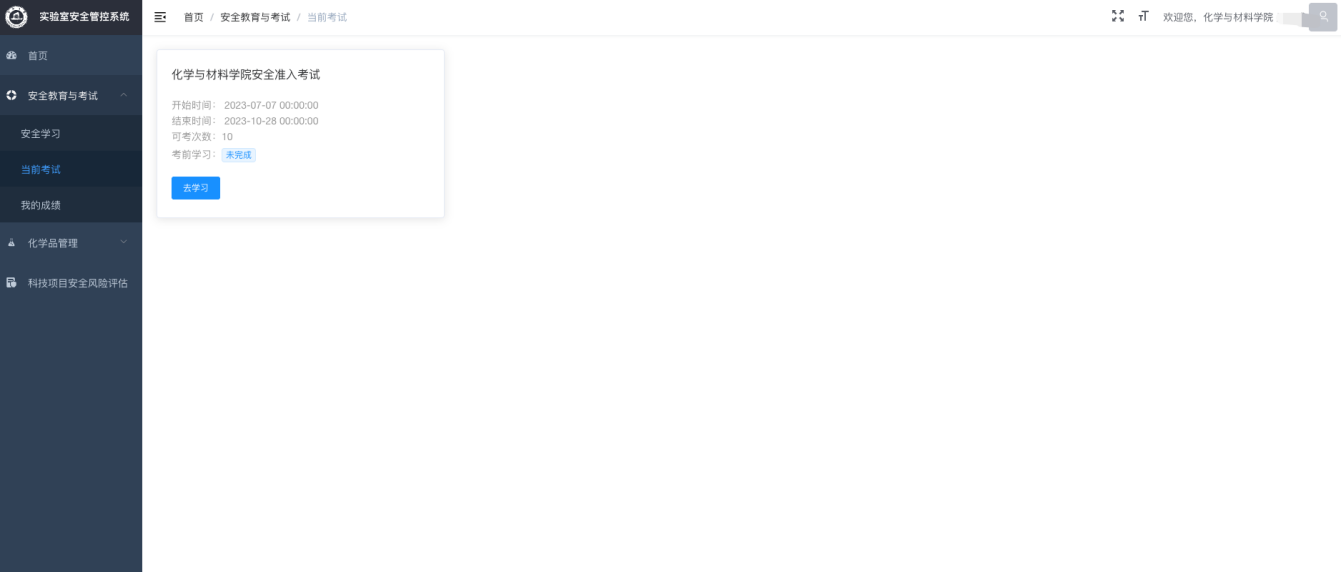 实验室安全管控系统
首页 / 安全教育与考试 / 当前考试
欢迎您，化学与材料学院
首页
安全教育与考试
安全学习
当前考试
我的成绩
化学品管理
科技项目安全风险评估
化学与材料学院安全准入考试
开始时间： 2023-07-07 00:00:00
结束时间： 2023-10-28 00:00:00
可考次数：10
考前学习：未完成
去学习